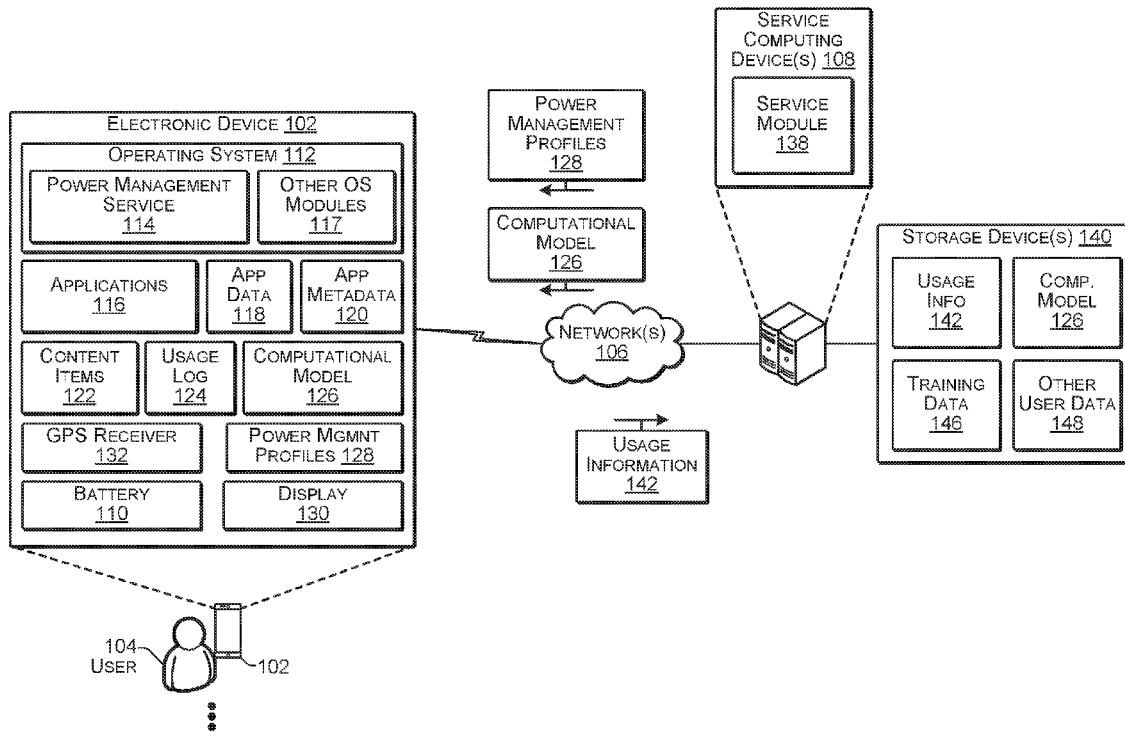 ELECTRONIC DEVICE 102
OPERATING SYSTEM 112
POWER MANAGEMENT
SERVICE
114
OTHER OS
MODULES
117
APPLICATIONS
116
APP
DATA
118
APP
METADATA
120
CONTENT
ITEMS
122
USAGE
LOG
124
COMPUTATIONAL
MODEL
126
GPS RECEIVER
132
POWER MGMNT
PROFILES 128
BATTERY
110
DISPLAY
130
104
USER
102
POWER
MANAGEMENT
PROFILES
128
COMPUTATIONAL
MODEL
126
NETWORK(S)
106
USAGE
INFORMATION
142
SERVICE
COMPUTING
DEVICE(S) 108
SERVICE
MODULE
138
STORAGE DEVICE(S) 140
USAGE
INFO
142
COMP.
MODEL
126
TRAINING
DATA
146
OTHER
USER DATA
148